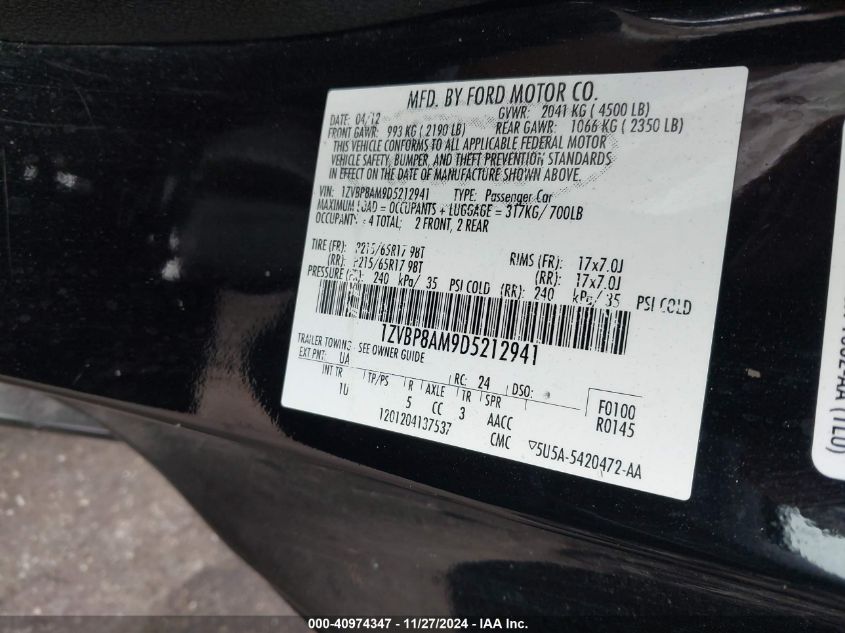 MFD. BY FORD MOTOR CO.
DATE: 04/12 GVWR: 2041 KG ( 4500 LB)
FRONT GAWR: 993 KG ( 2190 LB) REAR GAWR: 1066 KG ( 2350 LB)
THIS VEHICLE CONFORMS TO ALL APPLICABLE FEDERAL MOTOR
VEHICLE SAFETY, BUMPER, AND THEFT PREVENTION STANDARDS
IN EFFECT ON THE DATE OF MANUFACTURE SHOWN ABOVE.
VIN: 1ZVBP8AM9D5212941 TYPE: Passenger Car
MAXIMUM LOAD = OCCUPANTS + LUGGAGE = 317KG/ 700LB
OCCUPANT: 4 TOTAL; 2 FRONT, 2 REAR
TIRE (FR): P215/65R17 98T RIMS (FR): 17x7.0J
(RR): P215/65R17 98T (RR): 17x7.0J
PRESSURE (FR): 240 kPa/ 35 PSI COLD (RR): 240 kPa/ 35 PSI COLD
1ZVBP8AM9D5212941
TRAILER TOWING - SEE OWNER GUIDE
EXT PNT: UA RC: 24 DSO:
INT TR TP/PS R AXLE TR SPR F0100
1U 5 CC 3 AACC R0145
1201204137537 CMC ▽5U5A-5420472-AA
000-40974347 - 11/27/2024 - IAA Inc.